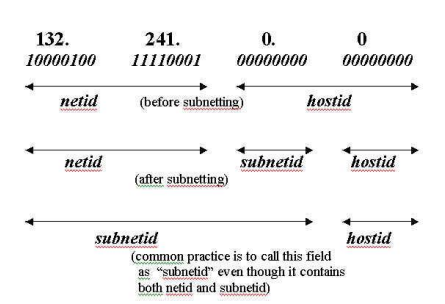 132. 241. 0. 0
10000100 11110001 00000000 00000000
netid (before subnetting) hostid
netid subnetid hostid
(after subnetting)
subnetid hostid
(common practice is to call this field
as “subnetid” even though it contains
both netid and subnetid)